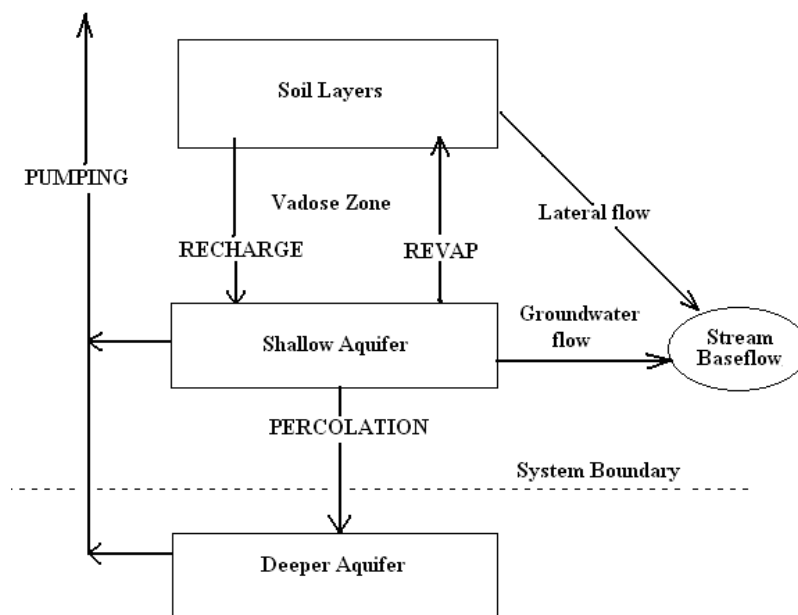 Soil Layers
PUMPING
Vadose Zone
Lateral flow
RECHARGE
REVAP
Groundwater
flow
Shallow Aquifer
Stream
Baseflow
PERCOLATION
System Boundary
Deeper Aquifer